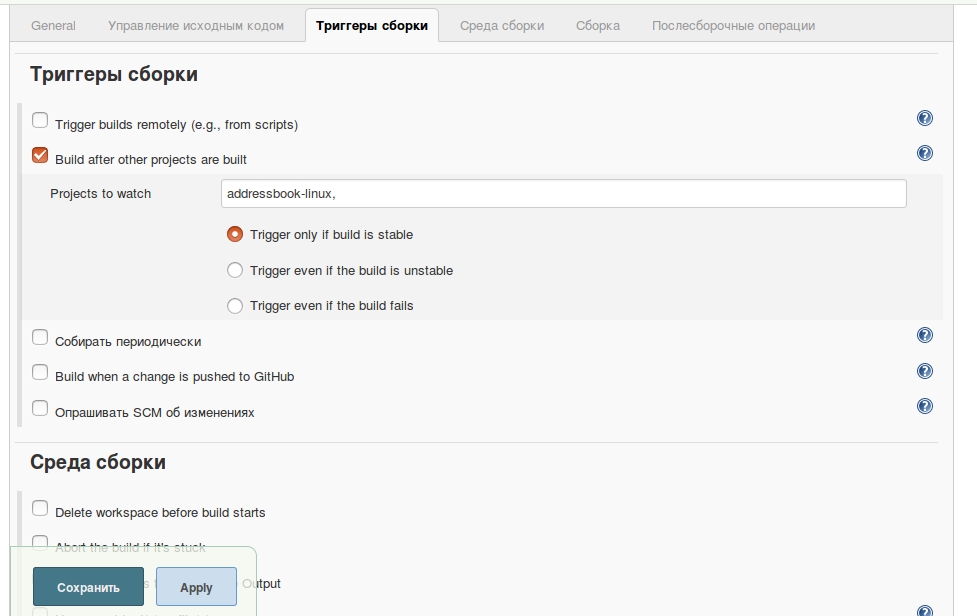 General Управление исходным кодом Триггеры сборки Среда сборки Сборка Послесборочные операции
Триггеры сборки
Trigger builds remotely (e.g., from scripts)
Build after other projects are built
Projects to watch addressbook-linux,
Trigger only if build is stable
Trigger even if the build is unstable
Trigger even if the build fails
Собирать периодически
Build when a change is pushed to GitHub
Опрашивать SCM об изменениях
Среда сборки
Delete workspace before build starts
Abort the build if it's stuck
Output
Сохранить Apply